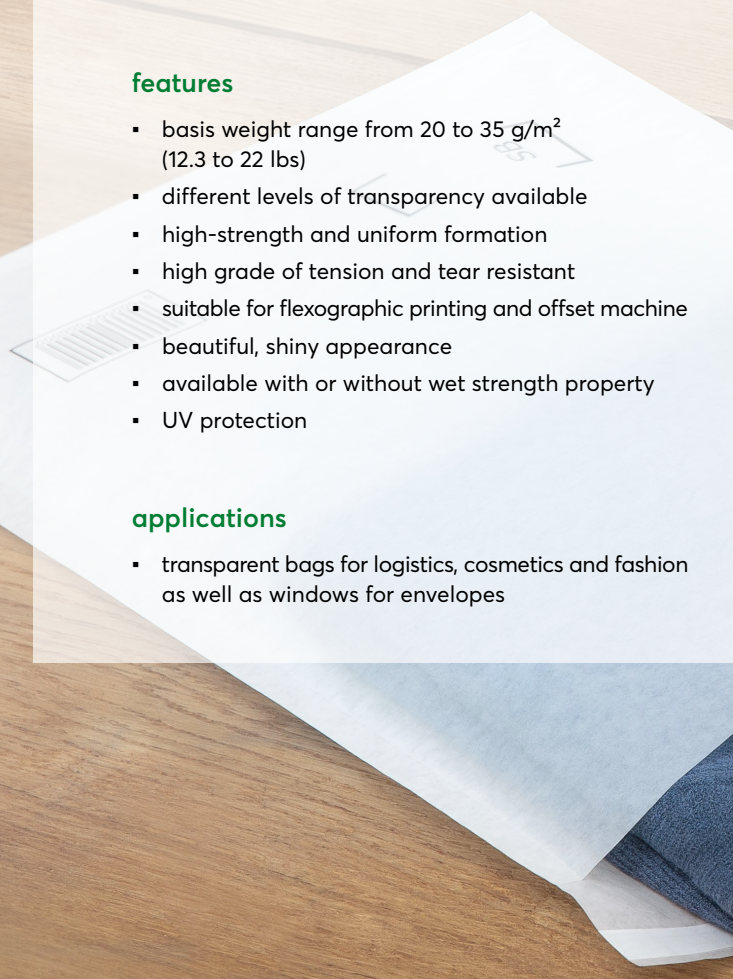 features
▪ basis weight range from 20 to 35 g/m²
(12.3 to 22 lbs)
▪ different levels of transparency available
▪ high-strength and uniform formation
▪ high grade of tension and tear resistant
▪ suitable for flexographic printing and offset machine
▪ beautiful, shiny appearance
▪ available with or without wet strength property
▪ UV protection
applications
▪ transparent bags for logistics, cosmetics and fashion
as well as windows for envelopes
SB